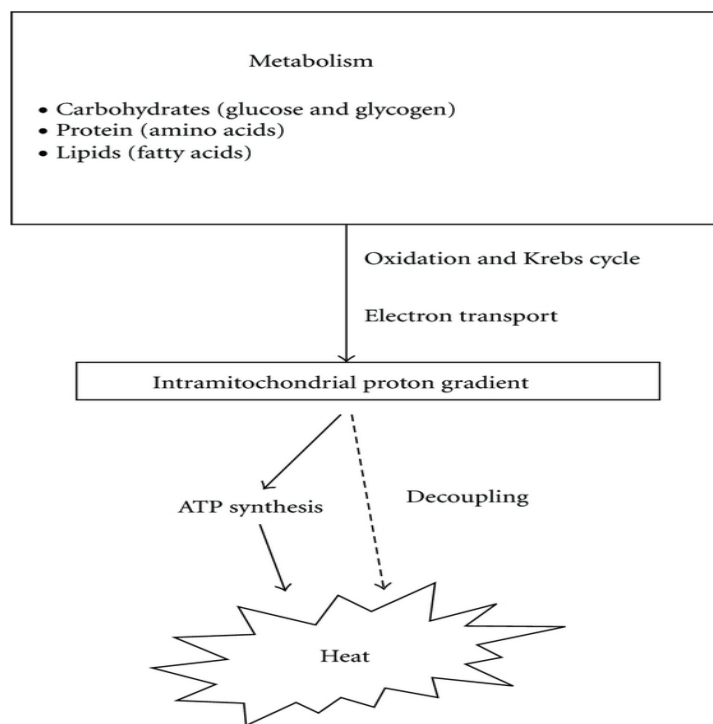 Metabolism
• Carbohydrates (glucose and glycogen)
• Protein (amino acids)
• Lipids (fatty acids)
Oxidation and Krebs cycle
Electron transport
Intramitochondrial proton gradient
ATP synthesis
Decoupling
Heat